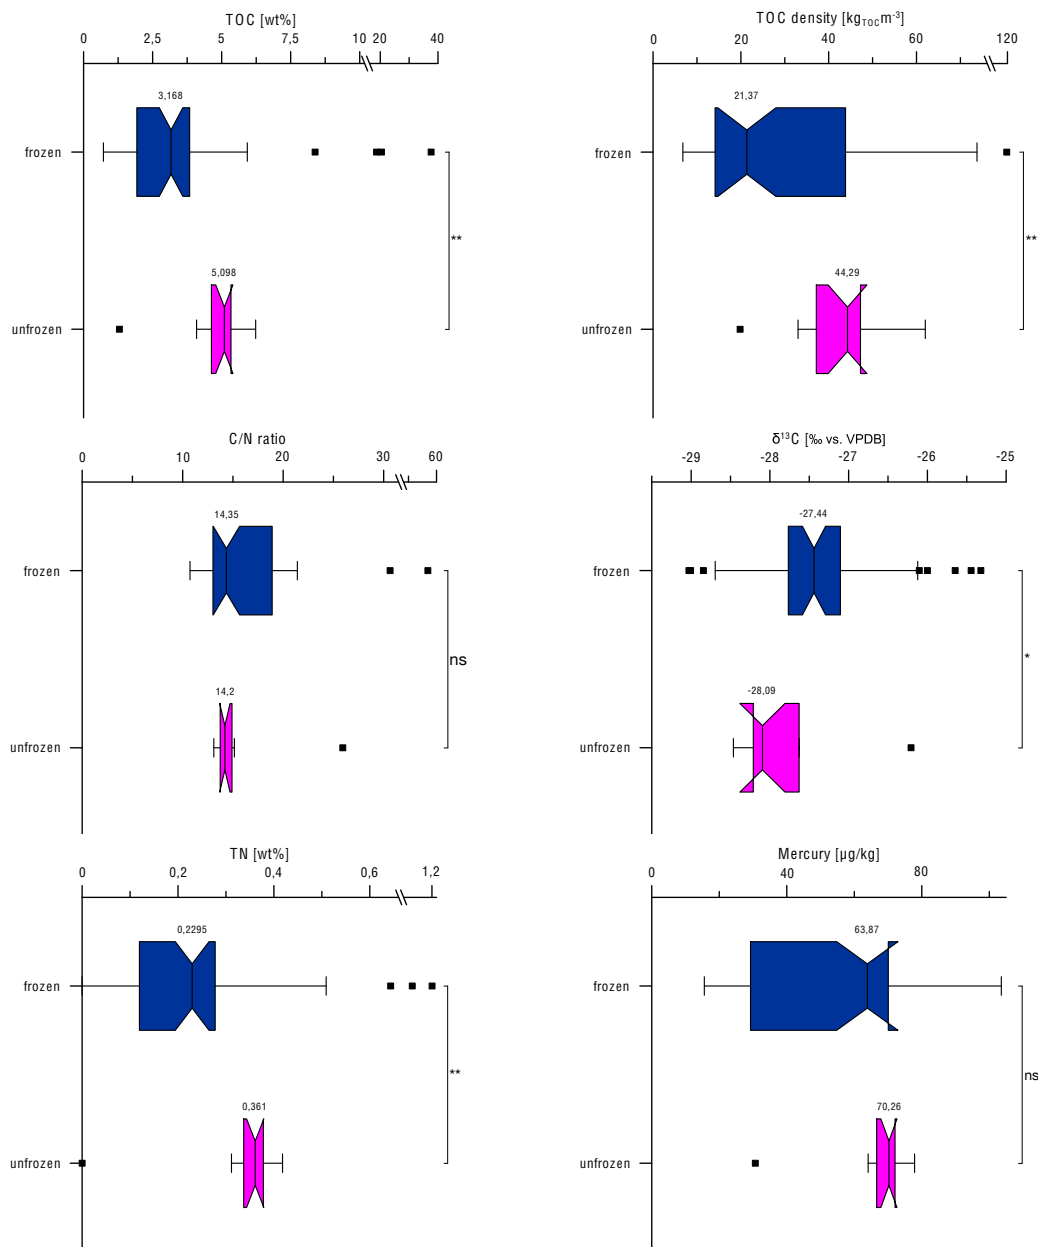 TOC [wt%]
0 2,5 5 7,5 10 20 40
3,168
frozen
**
5,098
unfrozen
TOC density [kgTOCm-3]
0 20 40 60 120
21,37
frozen
**
44,29
unfrozen
C/N ratio
0 10 20 30 60
14,35
frozen
ns
14,2
unfrozen
δ13C [‰ vs. VPDB]
-29 -28 -27 -26 -25
-27,44
frozen
*
-28,09
unfrozen
TN [wt%]
0 0,2 0,4 0,6 1,2
0,2295
frozen
**
0,361
unfrozen
Mercury [µg/kg]
0 40 80
63,87
frozen
ns
70,26
unfrozen